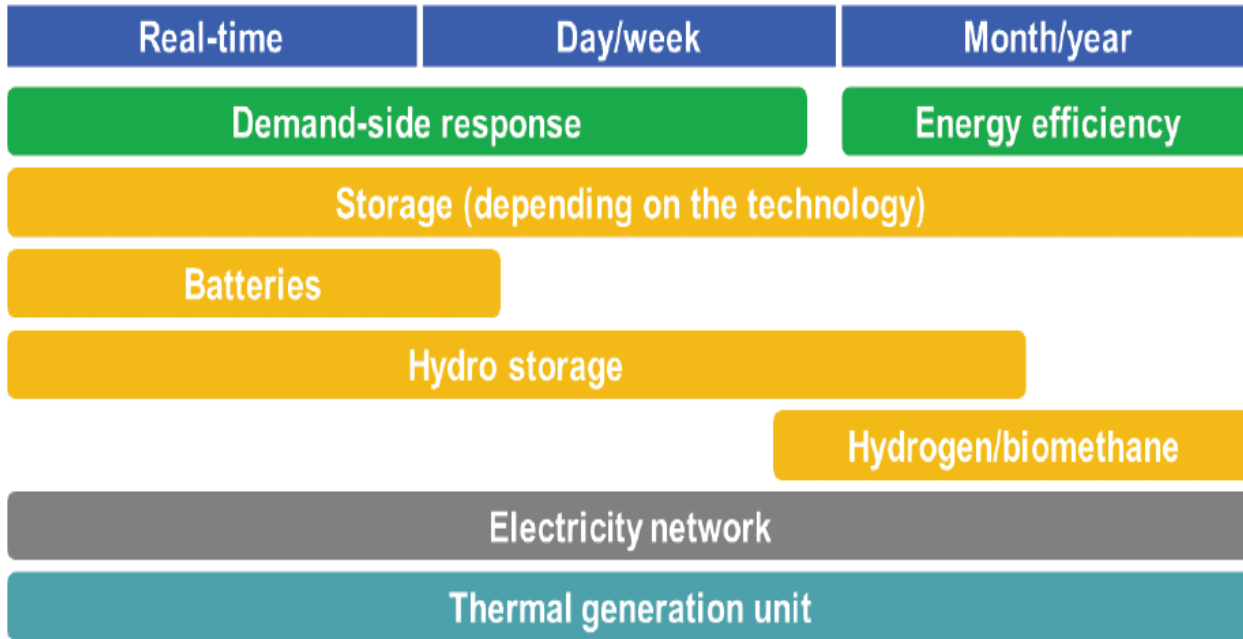 Real-time Day/week Month/year
Demand-side response Energy efficiency
Storage (depending on the technology)
Batteries
Hydro storage
Hydrogen/biomethane
Electricity network
Thermal generation unit